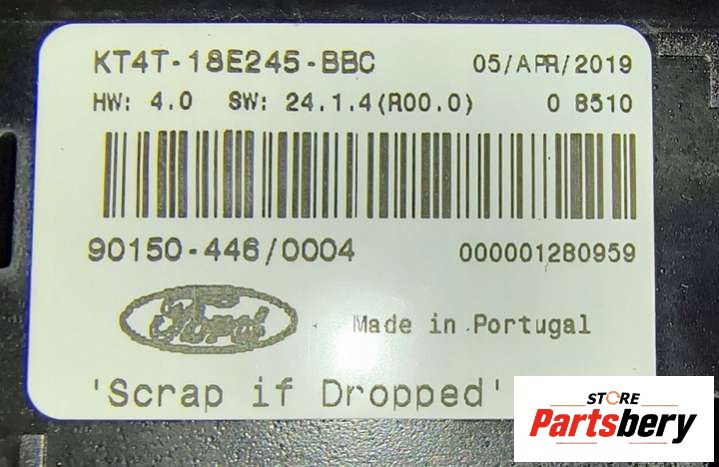 KT4T-18E245-BBC 05/APR/2019
HW: 4.0 SW: 24.1.4(R00.0) 0 8510
90150-446/0004 000001280959
Ford Made in Portugal
'Scrap if Dropped'
STORE
Partsbery